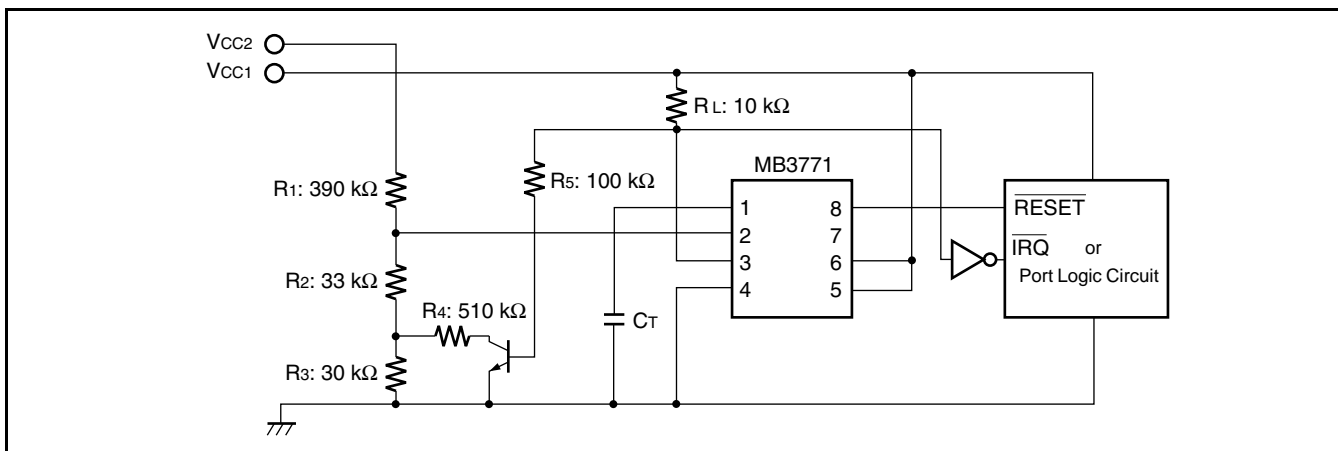 VCC2
VCC1
RL: 10 kΩ
MB3771
R1: 390 kΩ
R5: 100 kΩ
1
2
3
4
8
7
6
5
RESET
IRQ or
Port Logic Circuit
R2: 33 kΩ
R4: 510 kΩ
CT
R3: 30 kΩ